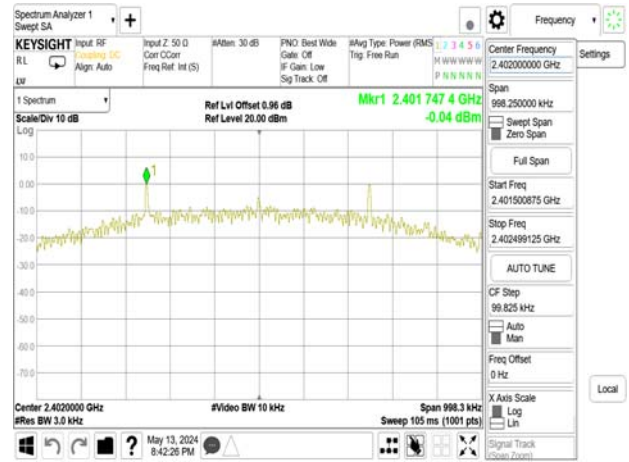 Spectrum Analyzer 1
Swept SA
Frequency
KEYSIGHT
RL
Input: RF
Coupling: DC
Align: Auto
Input Z: 50 Ω
Corr CCorr
Freq Ref: Int (S)
#Atten: 30 dB
PNO: Best Wide
Gate: Off
IF Gain: Low
Sig Track: Off
#Avg Type: Power (RMS
Trig: Free Run
1 2 3 4 5 6
M W W W W W
P N N N N N
Center Frequency
2.402000000 GHz
Settings
Span
998.250000 kHz
Swept Span
Zero Span
Full Span
Start Freq
2.401500875 GHz
Stop Freq
2.402499125 GHz
AUTO TUNE
CF Step
99.825 kHz
Auto
Man
Freq Offset
0 Hz
X Axis Scale
Log
Lin
Signal Track
(Span Zoom)
Local
1 Spectrum
Scale/Div 10 dB
Log
Ref Lvl Offset 0.96 dB
Ref Level 20.00 dBm
Mkr1 2.401 747 4 GHz
-0.04 dBm
1
10.0
0.00
-10.0
-20.0
-30.0
-40.0
-50.0
-60.0
-70.0
Center 2.4020000 GHz
#Res BW 3.0 kHz
#Video BW 10 kHz
Span 998.3 kHz
Sweep 105 ms (1001 pts)
May 13, 2024
8:42:26 PM